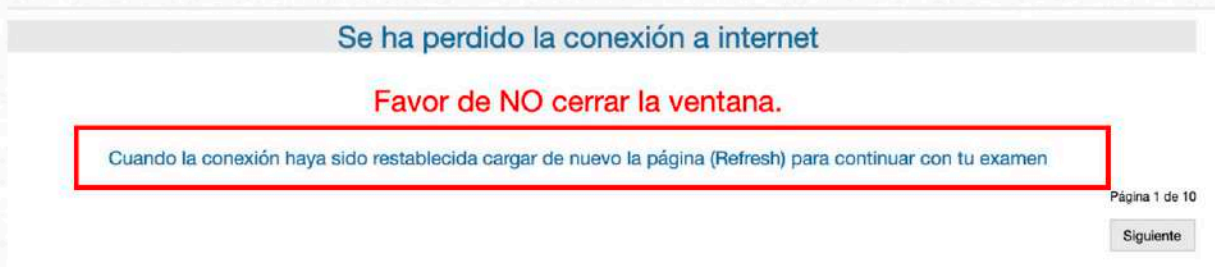 Se ha perdido la conexión a internet
Favor de NO cerrar la ventana.
Cuando la conexión haya sido restablecida cargar de nuevo la página (Refresh) para continuar con tu examen
Página 1 de 10
Siguiente